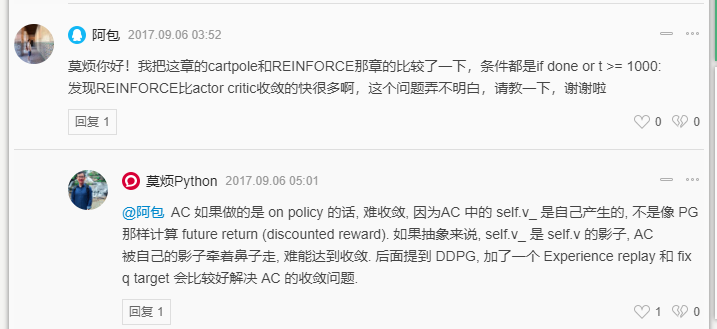 阿包 2017.09.06 03:52
莫烦你好！我把这章的cartpole和REINFORCE那章的比较了一下，条件都是if done or t >= 1000:
发现REINFORCE比actor critic收敛的快很多啊，这个问题弄不明白，请教一下，谢谢啦
回复 1
0 0
莫烦Python 2017.09.06 05:01
@阿包 AC 如果做的是 on policy 的话, 难收敛, 因为AC 中的 self.v_ 是自己产生的, 不是像 PG
那样计算 future return (discounted reward). 如果抽象来说, self.v_ 是 self.v 的影子, AC
被自己的影子牵着鼻子走, 难能达到收敛. 后面提到 DDPG, 加了一个 Experience replay 和 fix
q target 会比较好解决 AC 的收敛问题.
回复 1
1 0